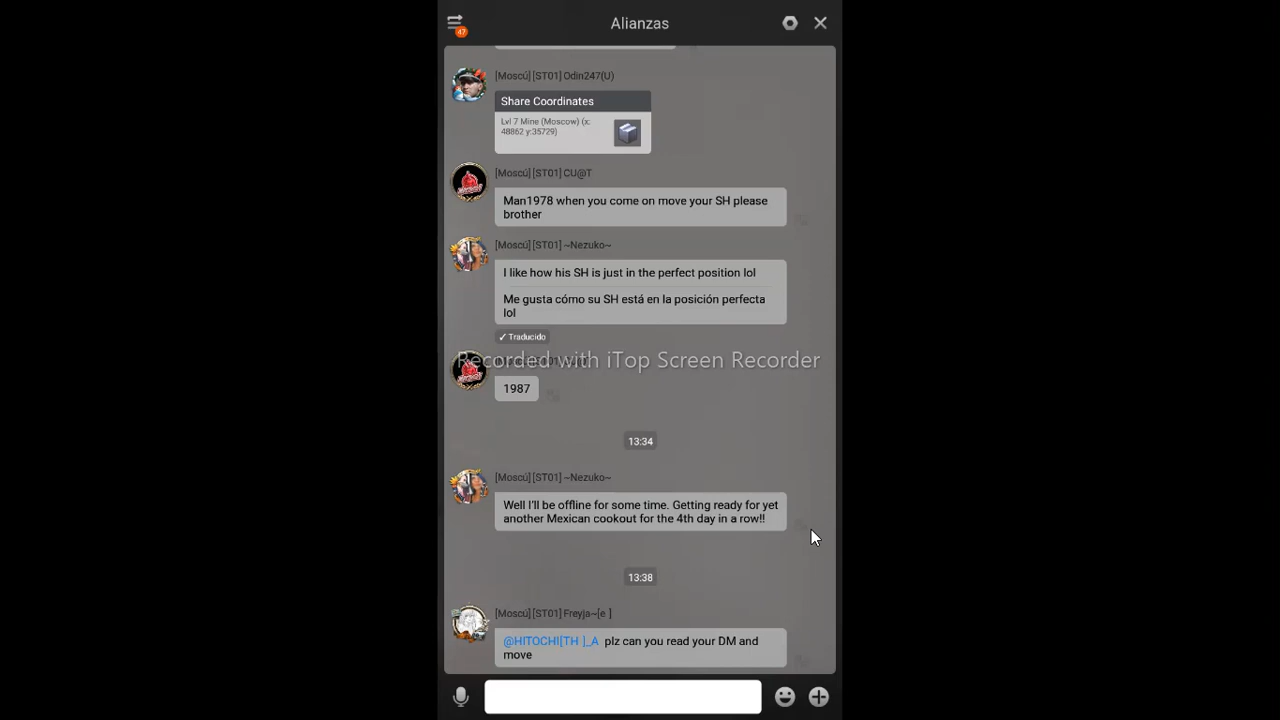 Alianzas
47
[Moscú][ST01] Odin247(U)
Share Coordinates
Lvl 7 Mine (Moscow) (x:
48862 y:35729)
[Moscú][ST01] CU@T
Man1978 when you come on move your SH please
brother
[Moscú][ST01] ~Nezuko~
I like how his SH is just in the perfect position lol
Me gusta cómo su SH está en la posición perfecta
lol
✓ Traducido
Recorded with iTop Screen Recorder
1987
13:34
[Moscú][ST01] ~Nezuko~
Well I'll be offline for some time. Getting ready for yet
another Mexican cookout for the 4th day in a row!!
13:38
[Moscú][ST01] Freyja~[e ]
@HITOCHI[TH ]_A plz can you read your DM and
move